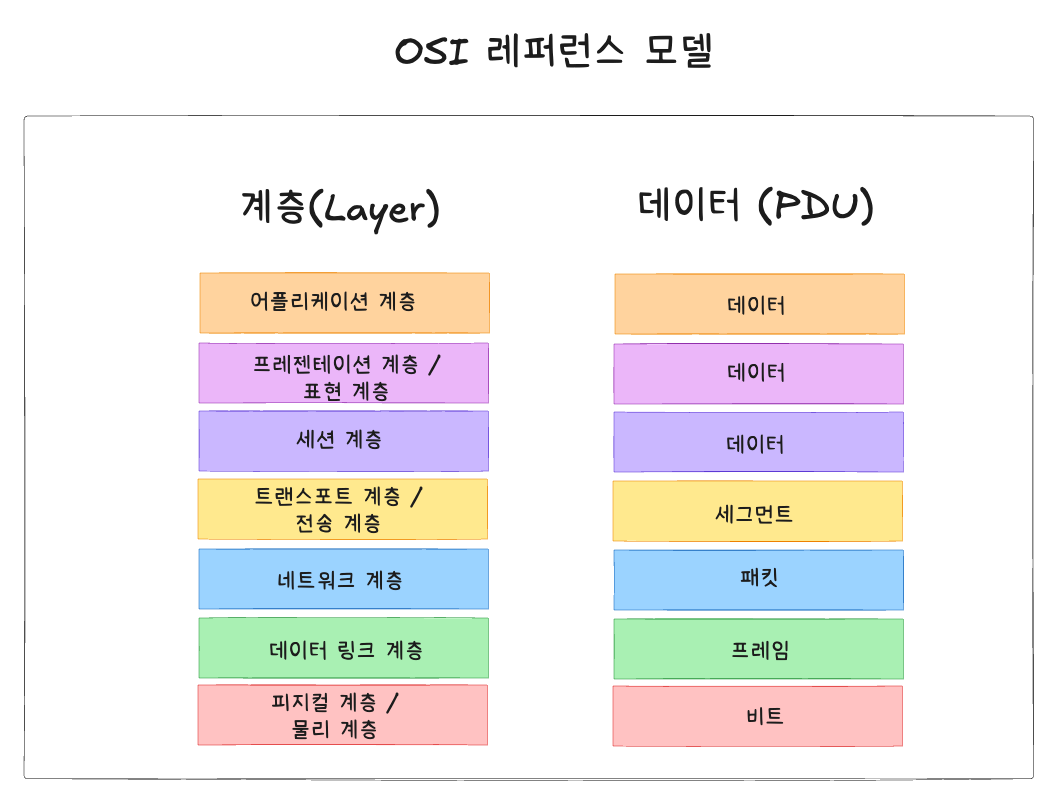 OSI 레퍼런스 모델
계층(Layer)
데이터 (PDU)
어플리케이션 계층
데이터
프레젠테이션 계층 /
표현 계층
데이터
세션 계층
데이터
트랜스포트 계층 /
전송 계층
세그먼트
네트워크 계층
패킷
데이터 링크 계층
프레임
피지컬 계층 /
물리 계층
비트